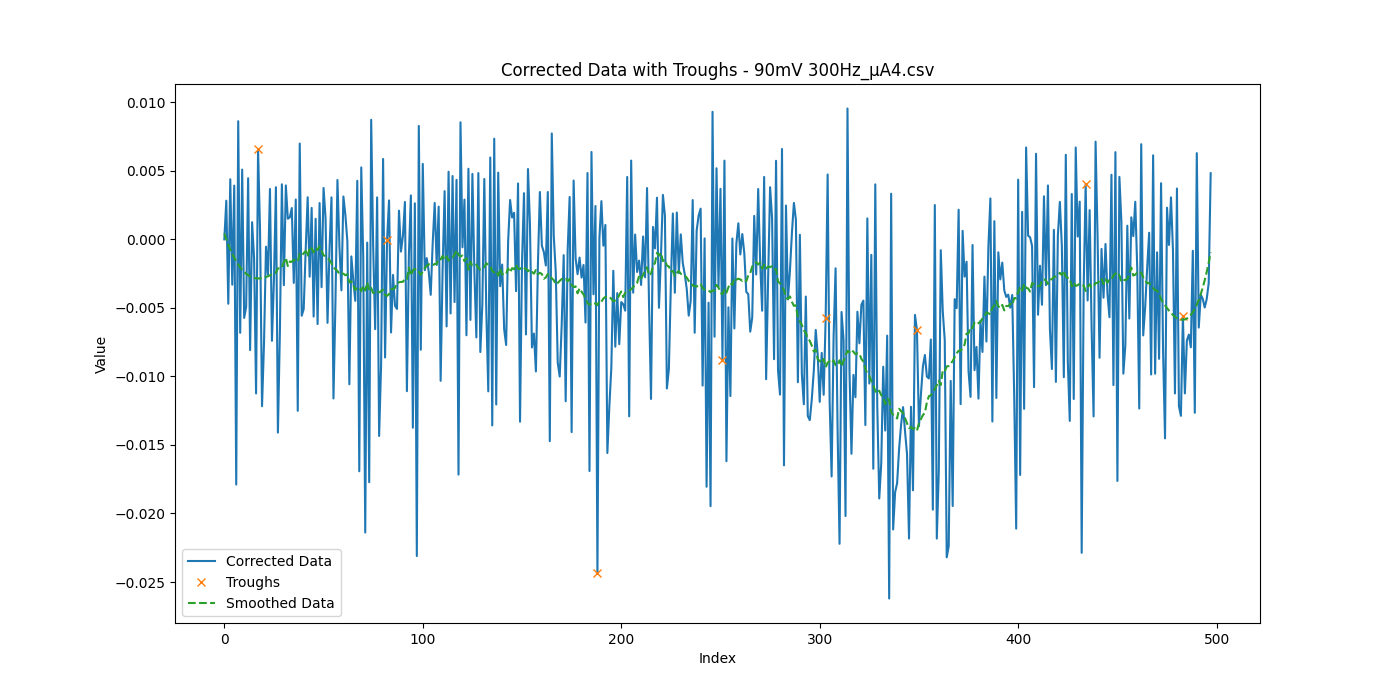 Corrected Data with Troughs - 90mV 300Hz_μA4.csv
0.010
0.005
0.000
−0.005
−0.010
−0.015
−0.020
−0.025
Value
Corrected Data
Troughs
Smoothed Data
0 100 200 300 400 500
Index